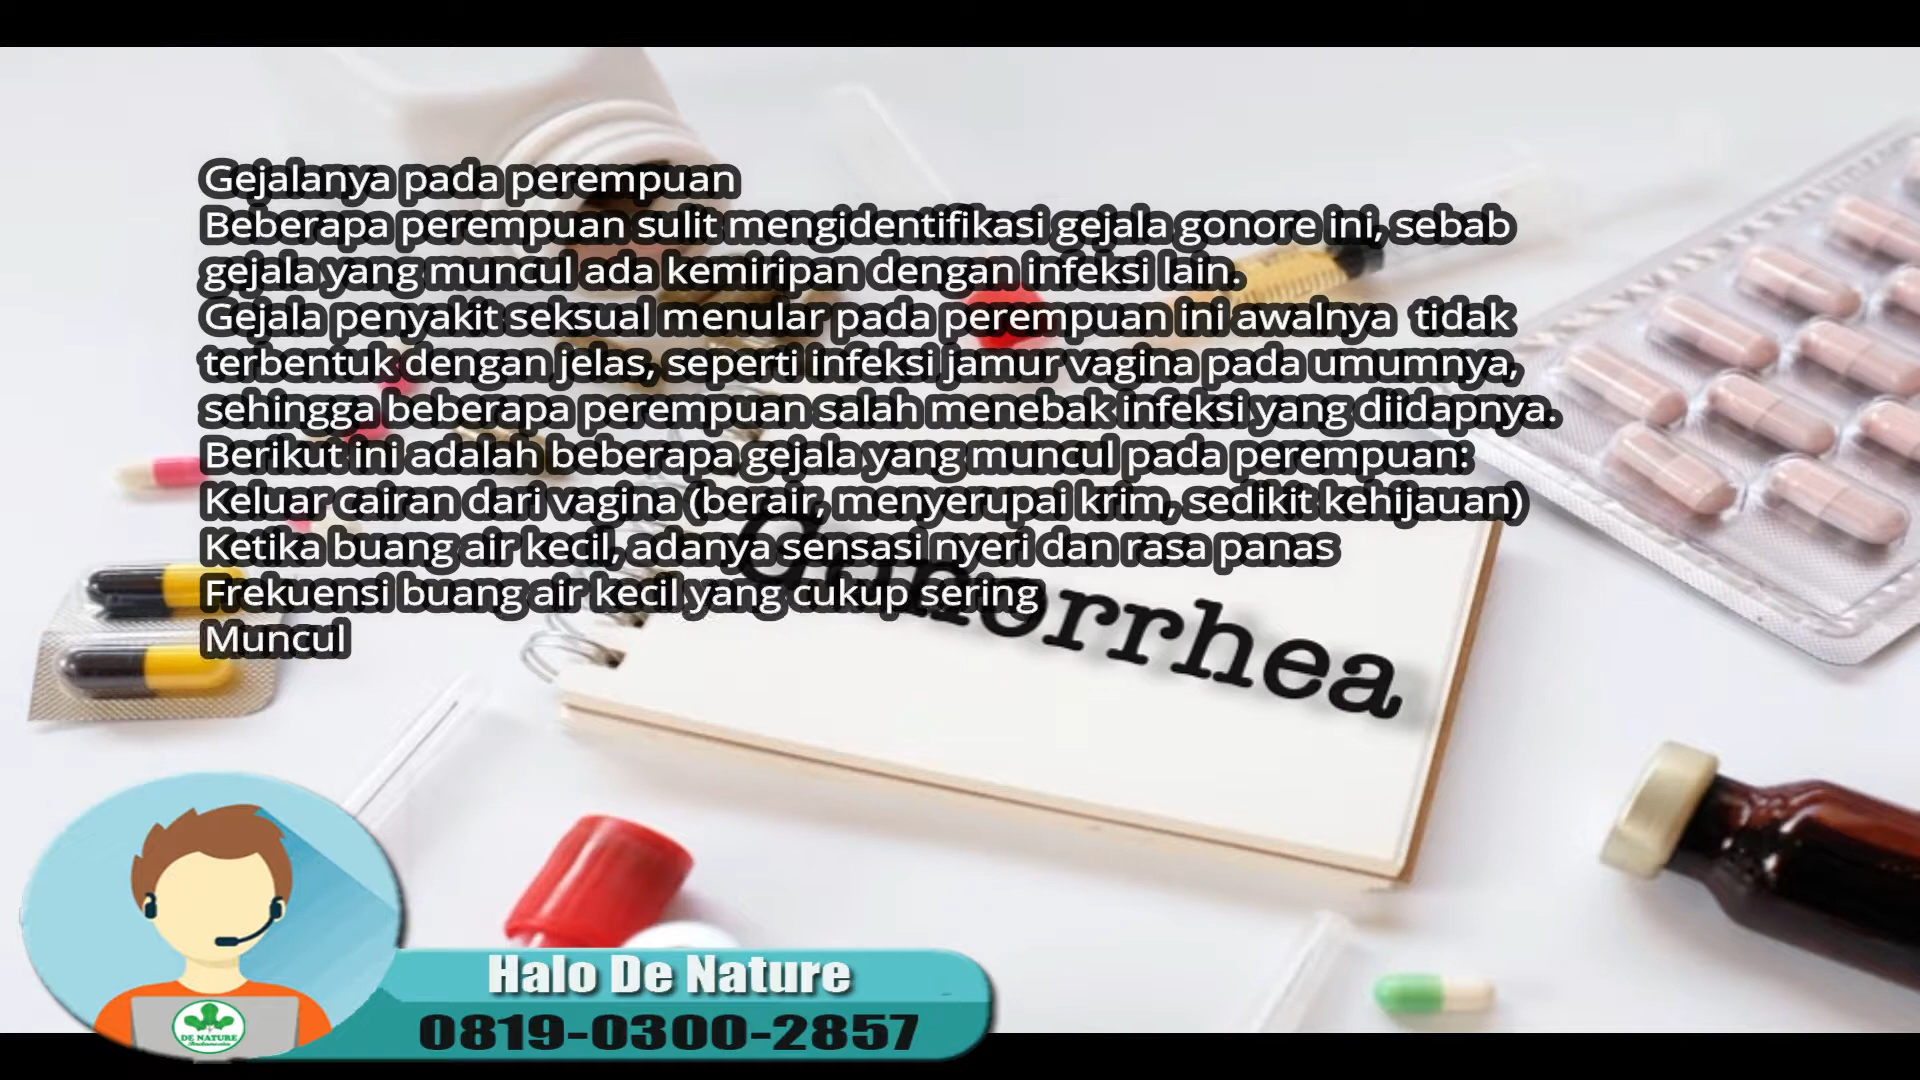 Gejalanya pada perempuan
Beberapa perempuan sulit mengidentifikasi gejala gonore ini, sebab
gejala yang muncul ada kemiripan dengan infeksi lain.
Gejala penyakit seksual menular pada perempuan ini awalnya  tidak
terbentuk dengan jelas, seperti infeksi jamur vagina pada umumnya,
sehingga beberapa perempuan salah menebak infeksi yang diidapnya.
Berikut ini adalah beberapa gejala yang muncul pada perempuan:
Keluar cairan dari vagina (berair, menyerupai krim, sedikit kehijauan)
Ketika buang air kecil, adanya sensasi nyeri dan rasa panas
Frekuensi buang air kecil yang cukup sering
Muncul
Gonorrhea
Halo De Nature
0819-0300-2857
DE NATURE